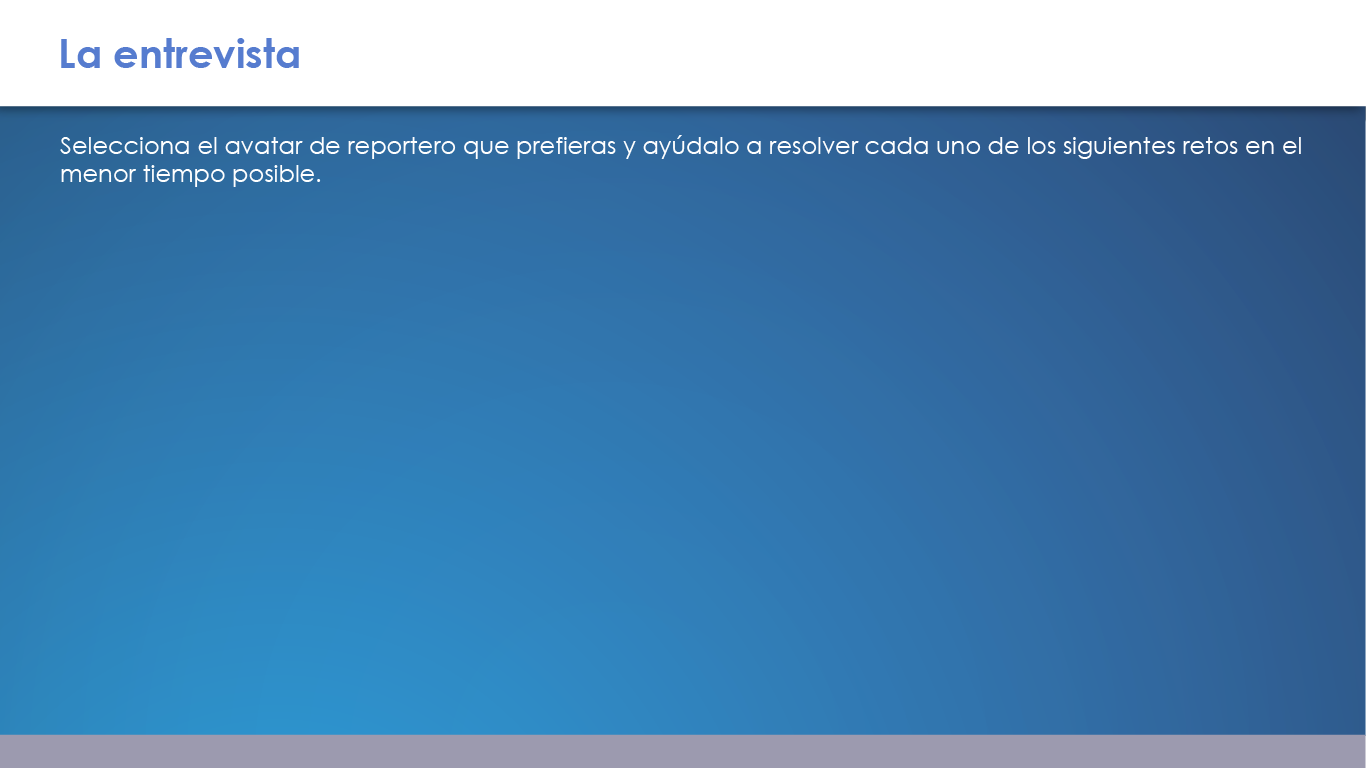 La entrevista
Selecciona el avatar de reportero que prefieras y ayúdalo a resolver cada uno de los siguientes retos en el
menor tiempo posible.